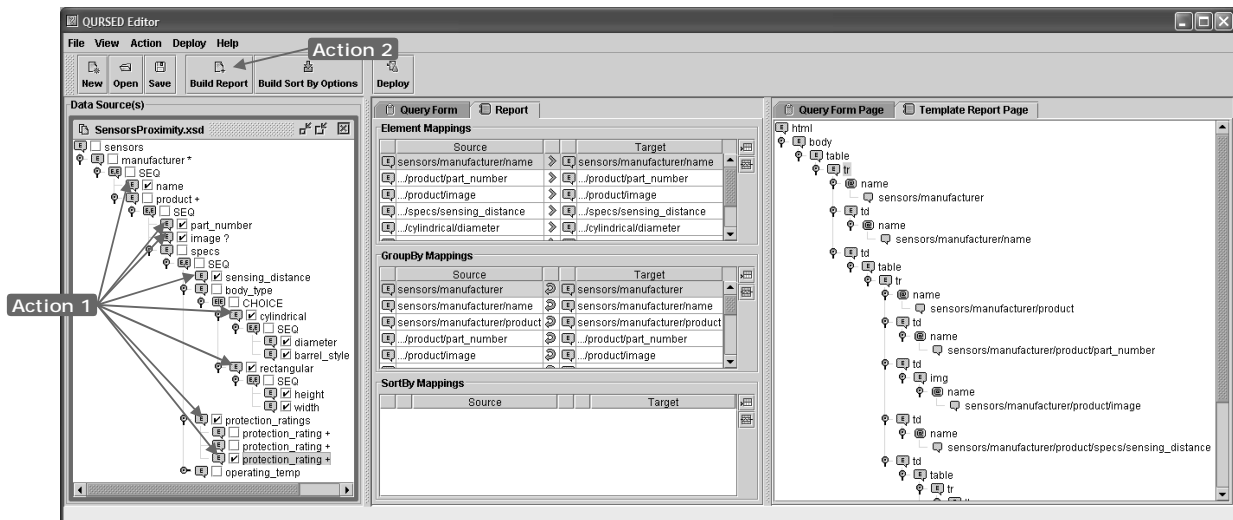 QURSED Editor
File View Action Deploy Help
Action 2
New Open Save Build Report Build Sort By Options Deploy
Data Source(s)
SensorsProximity.xsd
sensors
manufacturer *
SEQ
name
product +
SEQ
part_number
image ?
specs
SEQ
sensing_distance
body_type
CHOICE
cylindrical
SEQ
diameter
barrel_style
rectangular
SEQ
height
width
protection_ratings
protection_rating +
protection_rating +
protection_rating +
operating_temp
Action 1
Query Form Report
Element Mappings
Source Target
sensors/manufacturer/name sensors/manufacturer/name
.../product/part_number .../product/part_number
.../product/image .../product/image
.../specs/sensing_distance .../specs/sensing_distance
.../cylindrical/diameter .../cylindrical/diameter
GroupBy Mappings
Source Target
sensors/manufacturer sensors/manufacturer
sensors/manufacturer/name sensors/manufacturer/name
sensors/manufacturer/product sensors/manufacturer/product
.../product/part_number .../product/part_number
.../product/image .../product/image
SortBy Mappings
Source Target
Query Form Page Template Report Page
html
body
table
tr
name
sensors/manufacturer
td
name
sensors/manufacturer/name
td
table
tr
name
sensors/manufacturer/product
td
name
sensors/manufacturer/product/part_number
td
img
name
sensors/manufacturer/product/image
td
name
sensors/manufacturer/product/specs/sensing_distance
td
table
tr